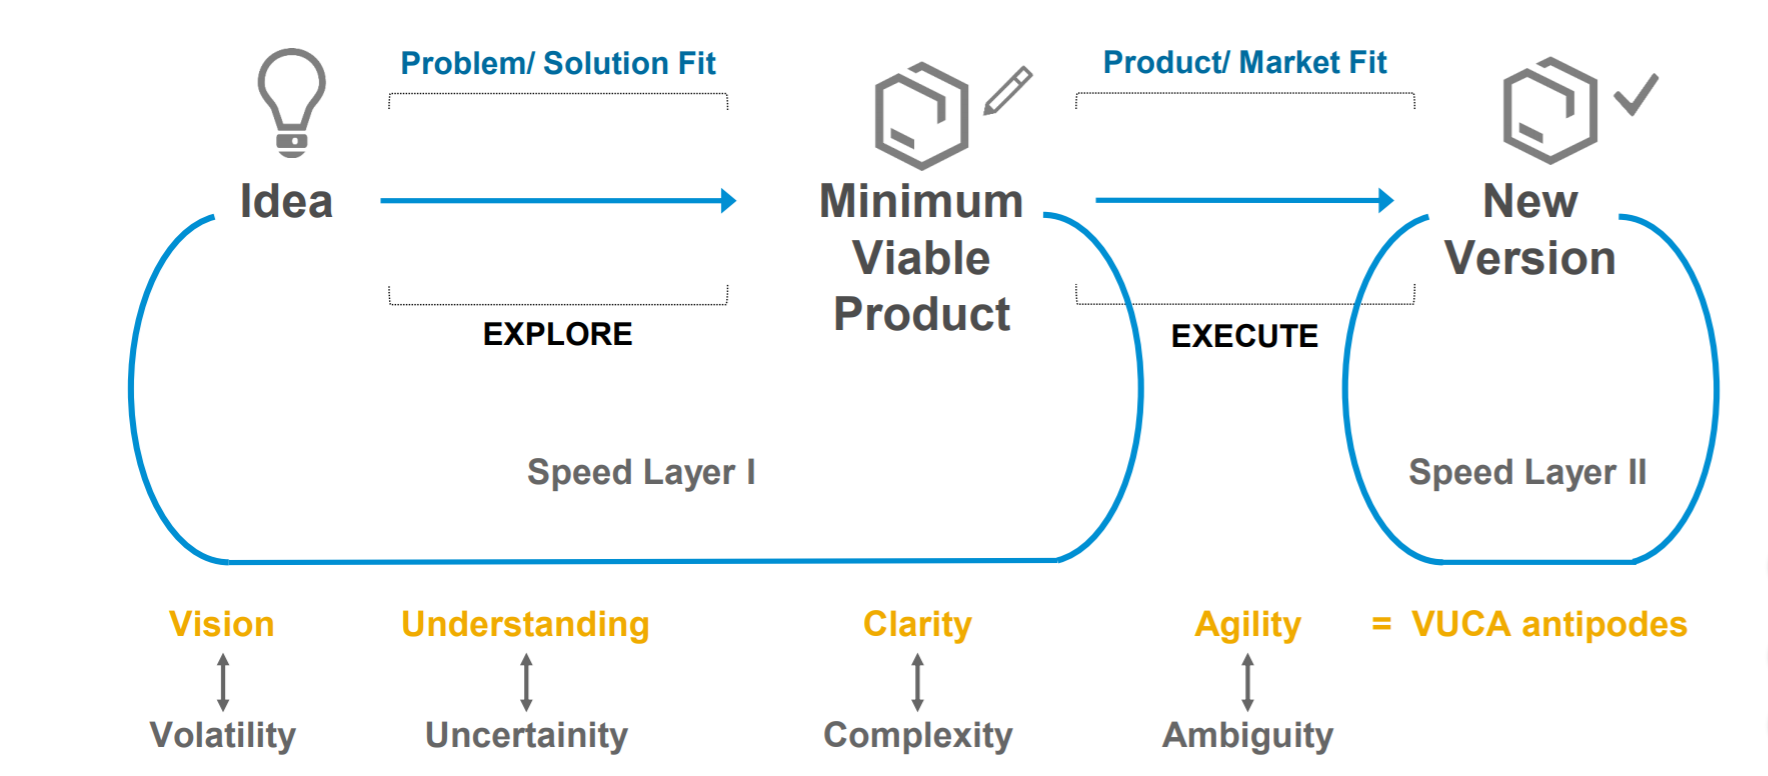 Problem/ Solution Fit
Product/ Market Fit
Idea
Minimum
Viable
Product
New
Version
EXPLORE
EXECUTE
Speed Layer I
Speed Layer II
Vision
Understanding
Clarity
Agility
= VUCA antipodes
Volatility
Uncertainity
Complexity
Ambiguity